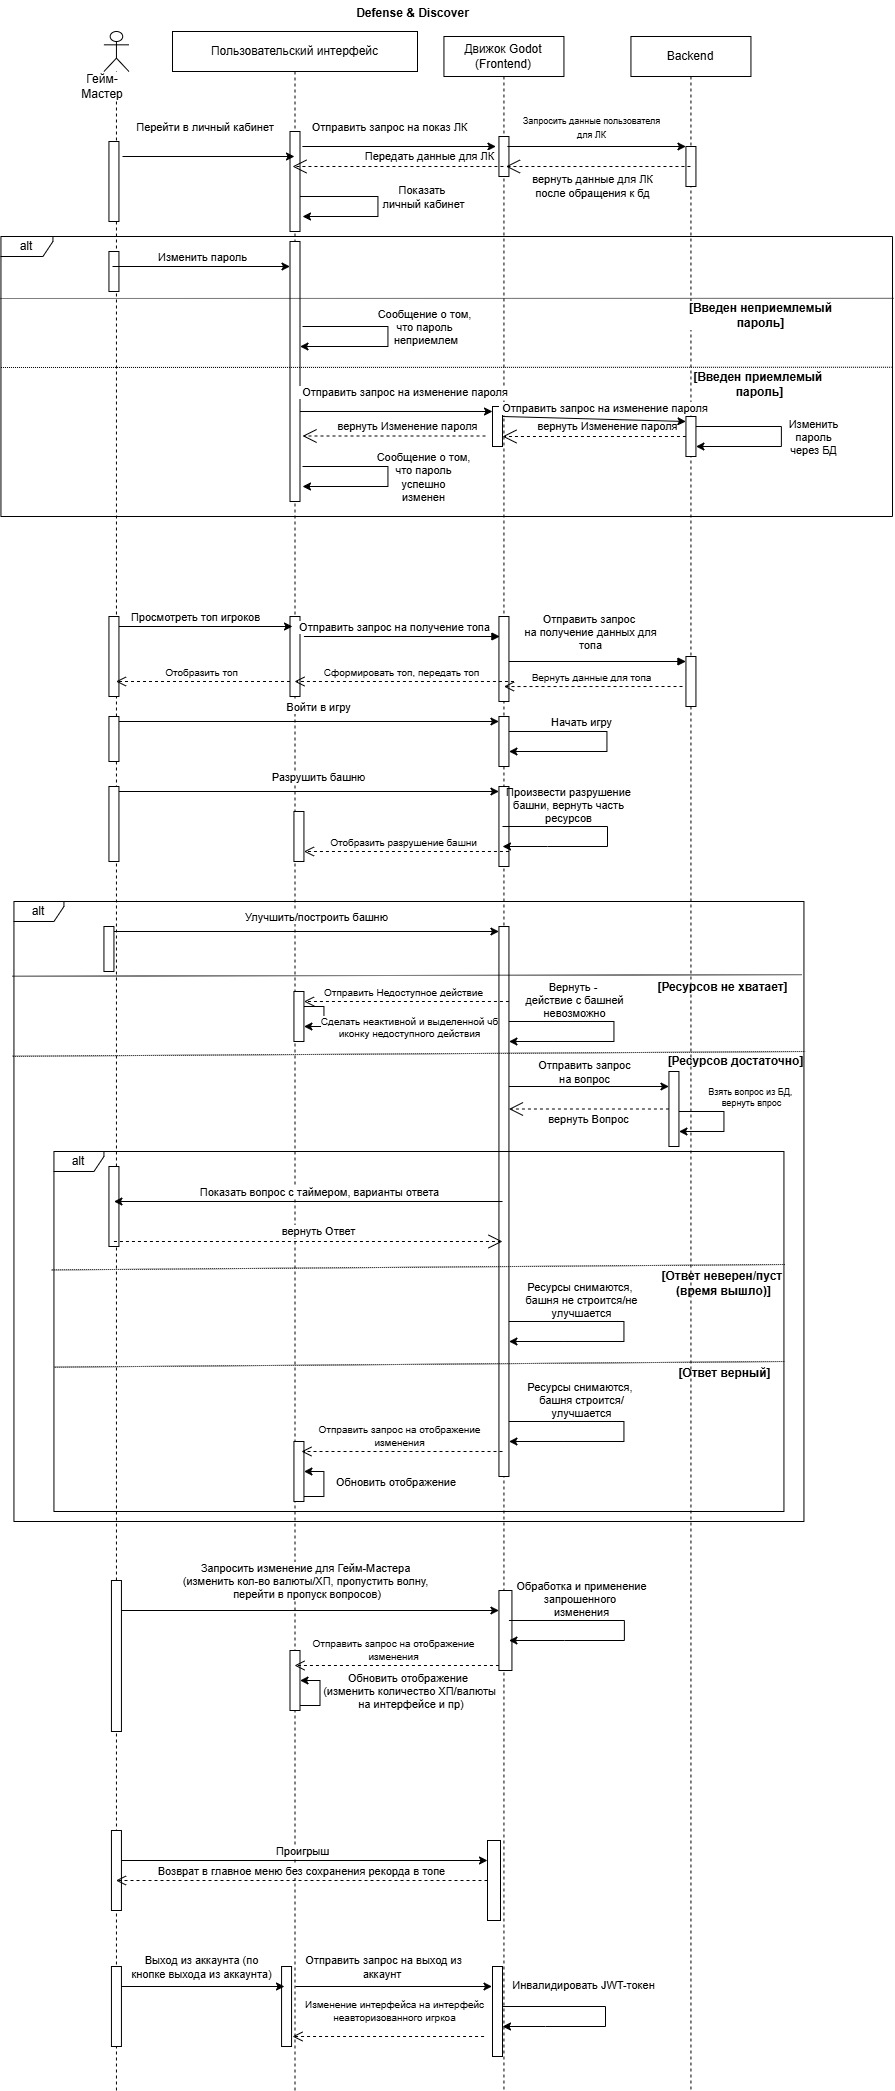 Defense & Discover
Гейм-
Мастер
Пользовательский интерфейс
Движок Godot
(Frontend)
Backend
Перейти в личный кабинет
Отправить запрос на показ ЛК
Запросить данные пользователя
для ЛК
Передать данные для ЛК
вернуть данные для ЛК
после обращения к бд
Показать
личный кабинет
alt
Изменить пароль
[Введен неприемлемый
пароль]
Сообщение о том,
что пароль
неприемлем
[Введен приемлемый
пароль]
Отправить запрос на изменение пароля
Отправить запрос на изменение пароля
вернуть Изменение пароля
вернуть Изменение пароля
Изменить
пароль
через БД
Сообщение о том,
что пароль
успешно
изменен
Просмотреть топ игроков
Отправить запрос на получение топа
Отправить запрос
на получение данных для
топа
Отобразить топ
Сформировать топ, передать топ
Вернуть данные для топа
Войти в игру
Начать игру
Разрушить башню
Произвести разрушение
башни, вернуть часть
ресурсов
Отобразить разрушение башни
alt
Улучшить/построить башню
[Ресурсов не хватает]
Отправить Недоступное действие
Вернуть -
действие с башней
невозможно
Сделать неактивной и выделенной чб
иконку недоступного действия
[Ресурсов достаточно]
Отправить запрос
на вопрос
Взять вопрос из БД,
вернуть впрос
вернуть Вопрос
alt
Показать вопрос с таймером, варианты ответа
вернуть Ответ
[Ответ неверен/пуст
(время вышло)]
Ресурсы снимаются,
башня не строится/не
улучшается
[Ответ верный]
Ресурсы снимаются,
башня строится/
улучшается
Отправить запрос на отображение
изменения
Обновить отображение
Запросить изменение для Гейм-Мастера
(изменить кол-во валюты/ХП, пропустить волну,
перейти в пропуск вопросов)
Обработка и применение
запрошенного
изменения
Отправить запрос на отображение
изменения
Обновить отображение
(изменить количество ХП/валюты
на интерфейсе и пр)
Проигрыш
Возврат в главное меню без сохранения рекорда в топе
Выход из аккаунта (по
кнопке выхода из аккаунта)
Отправить запрос на выход из
аккаунт
Инвалидировать JWT-токен
Изменение интерфейса на интерфейс
неавторизованного игркоа